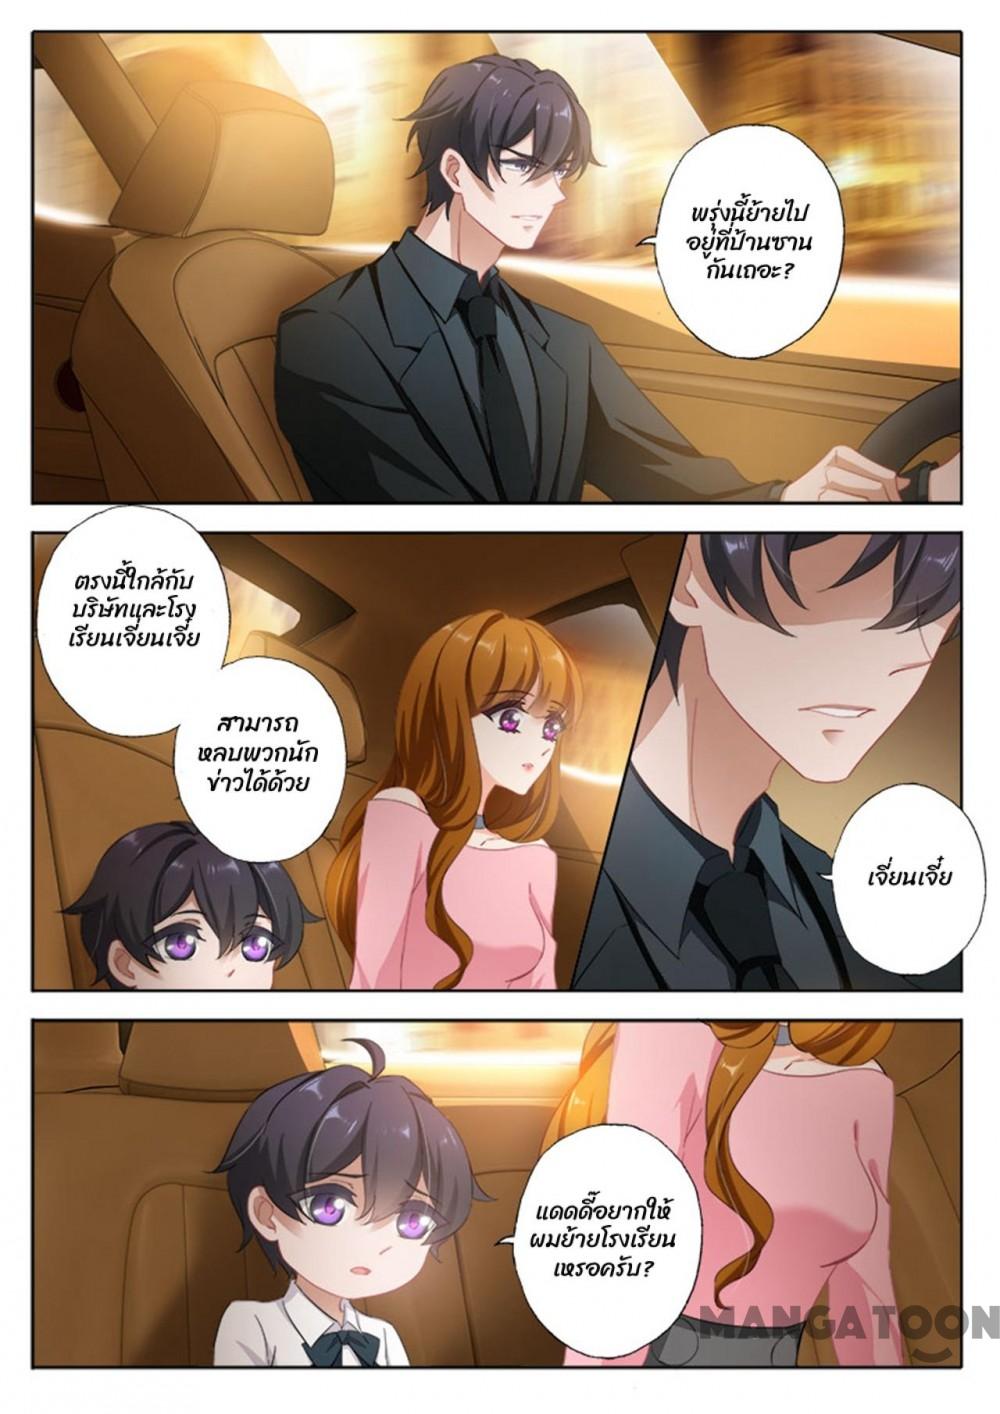 พรุ่งนี้ย้ายไป
อยู่ที่ป้านซาน
กันเถอะ?
ตรงนี้ใกล้กับ
บริษัทและโรง
เรียนเจี่ยนเจี๋ย
สามารถ
หลบพวกนัก
ข่าวได้ด้วย
เจี่ยนเจี๋ย
แดดดี๊อยากให้
ผมย้ายโรงเรียน
เหรอครับ?
MANGATOON